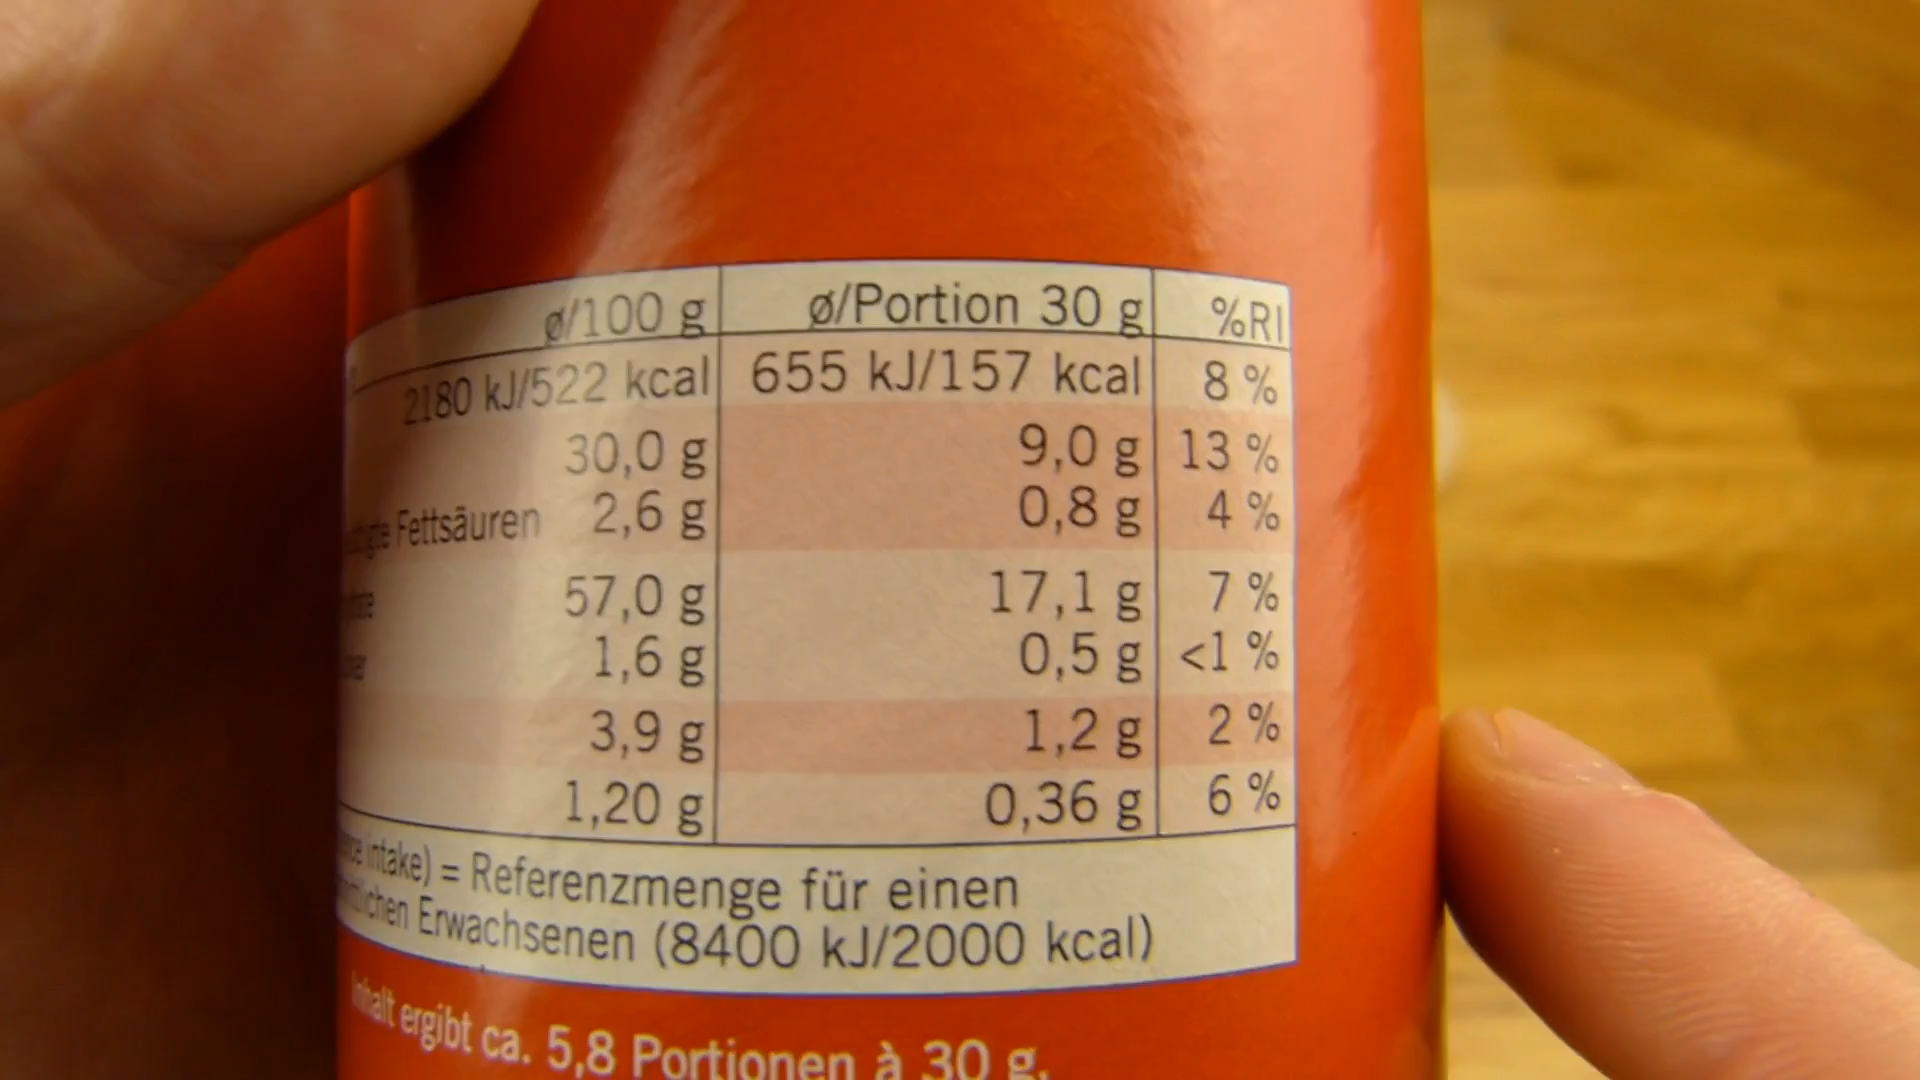 ø/100 g ø/Portion 30 g %RI
2180 kJ/522 kcal 655 kJ/157 kcal 8 %
30,0 g 9,0 g 13 %
Fettsäuren 2,6 g 0,8 g 4 %
57,0 g 17,1 g 7 %
1,6 g 0,5 g <1 %
3,9 g 1,2 g 2 %
1,20 g 0,36 g 6 %
intake) = Referenzmenge für einen
Erwachsenen (8400 kJ/2000 kcal)
ergibt ca. 5,8 Portionen à 30 g.